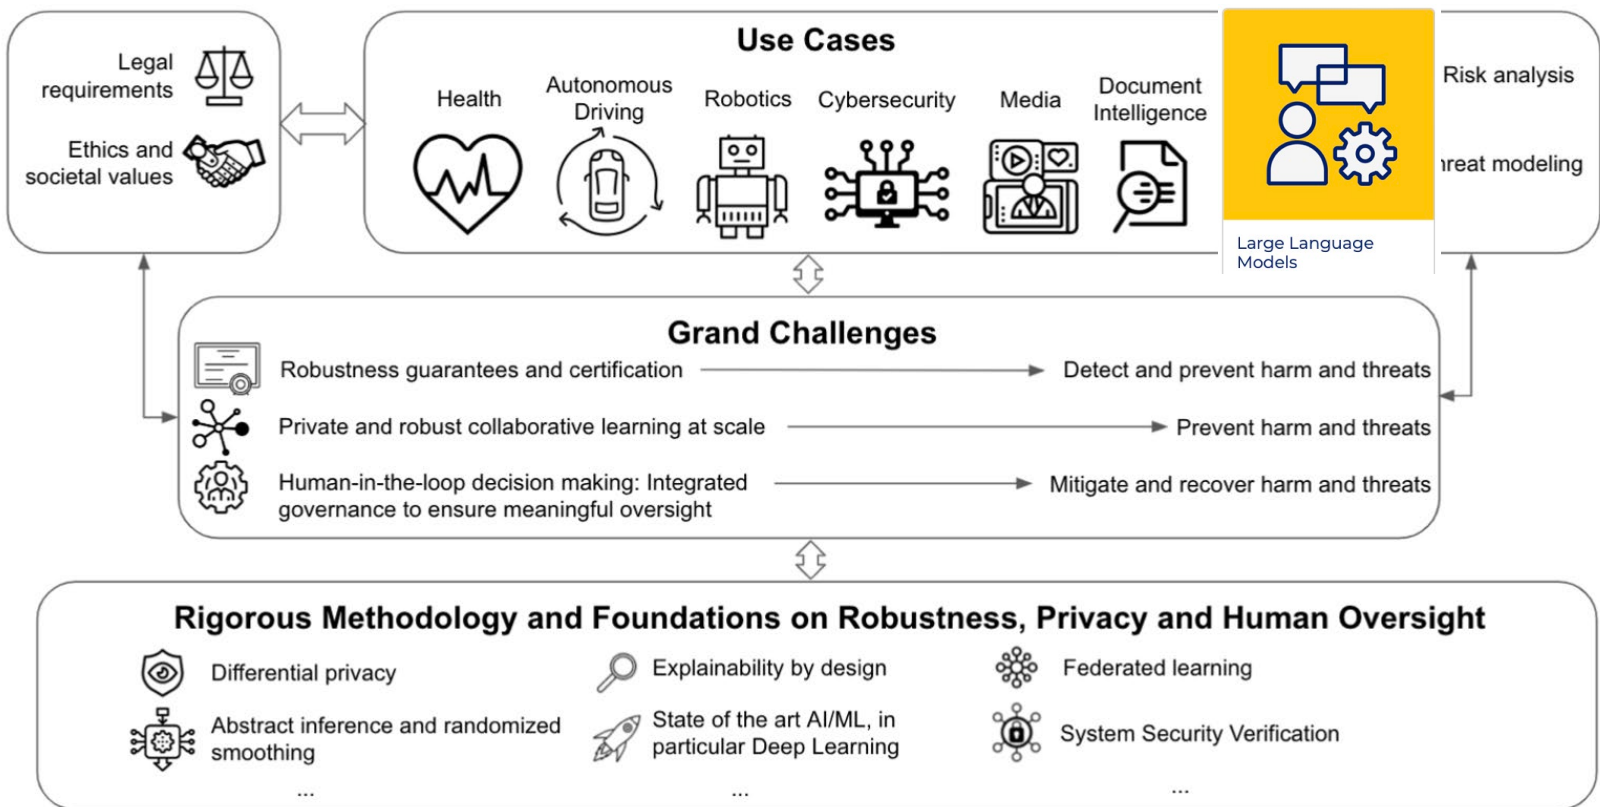 Legal
requirements
Ethics and
societal values
Use Cases
Health
Autonomous
Driving
Robotics
Cybersecurity
Media
Document
Intelligence
Large Language
Models
Risk analysis
hreat modeling
Grand Challenges
Robustness guarantees and certification
Detect and prevent harm and threats
Private and robust collaborative learning at scale
Prevent harm and threats
Human-in-the-loop decision making: Integrated
governance to ensure meaningful oversight
Mitigate and recover harm and threats
Rigorous Methodology and Foundations on Robustness, Privacy and Human Oversight
Differential privacy
Explainability by design
Federated learning
Abstract inference and randomized
smoothing
State of the art AI/ML, in
particular Deep Learning
System Security Verification
...
...
...